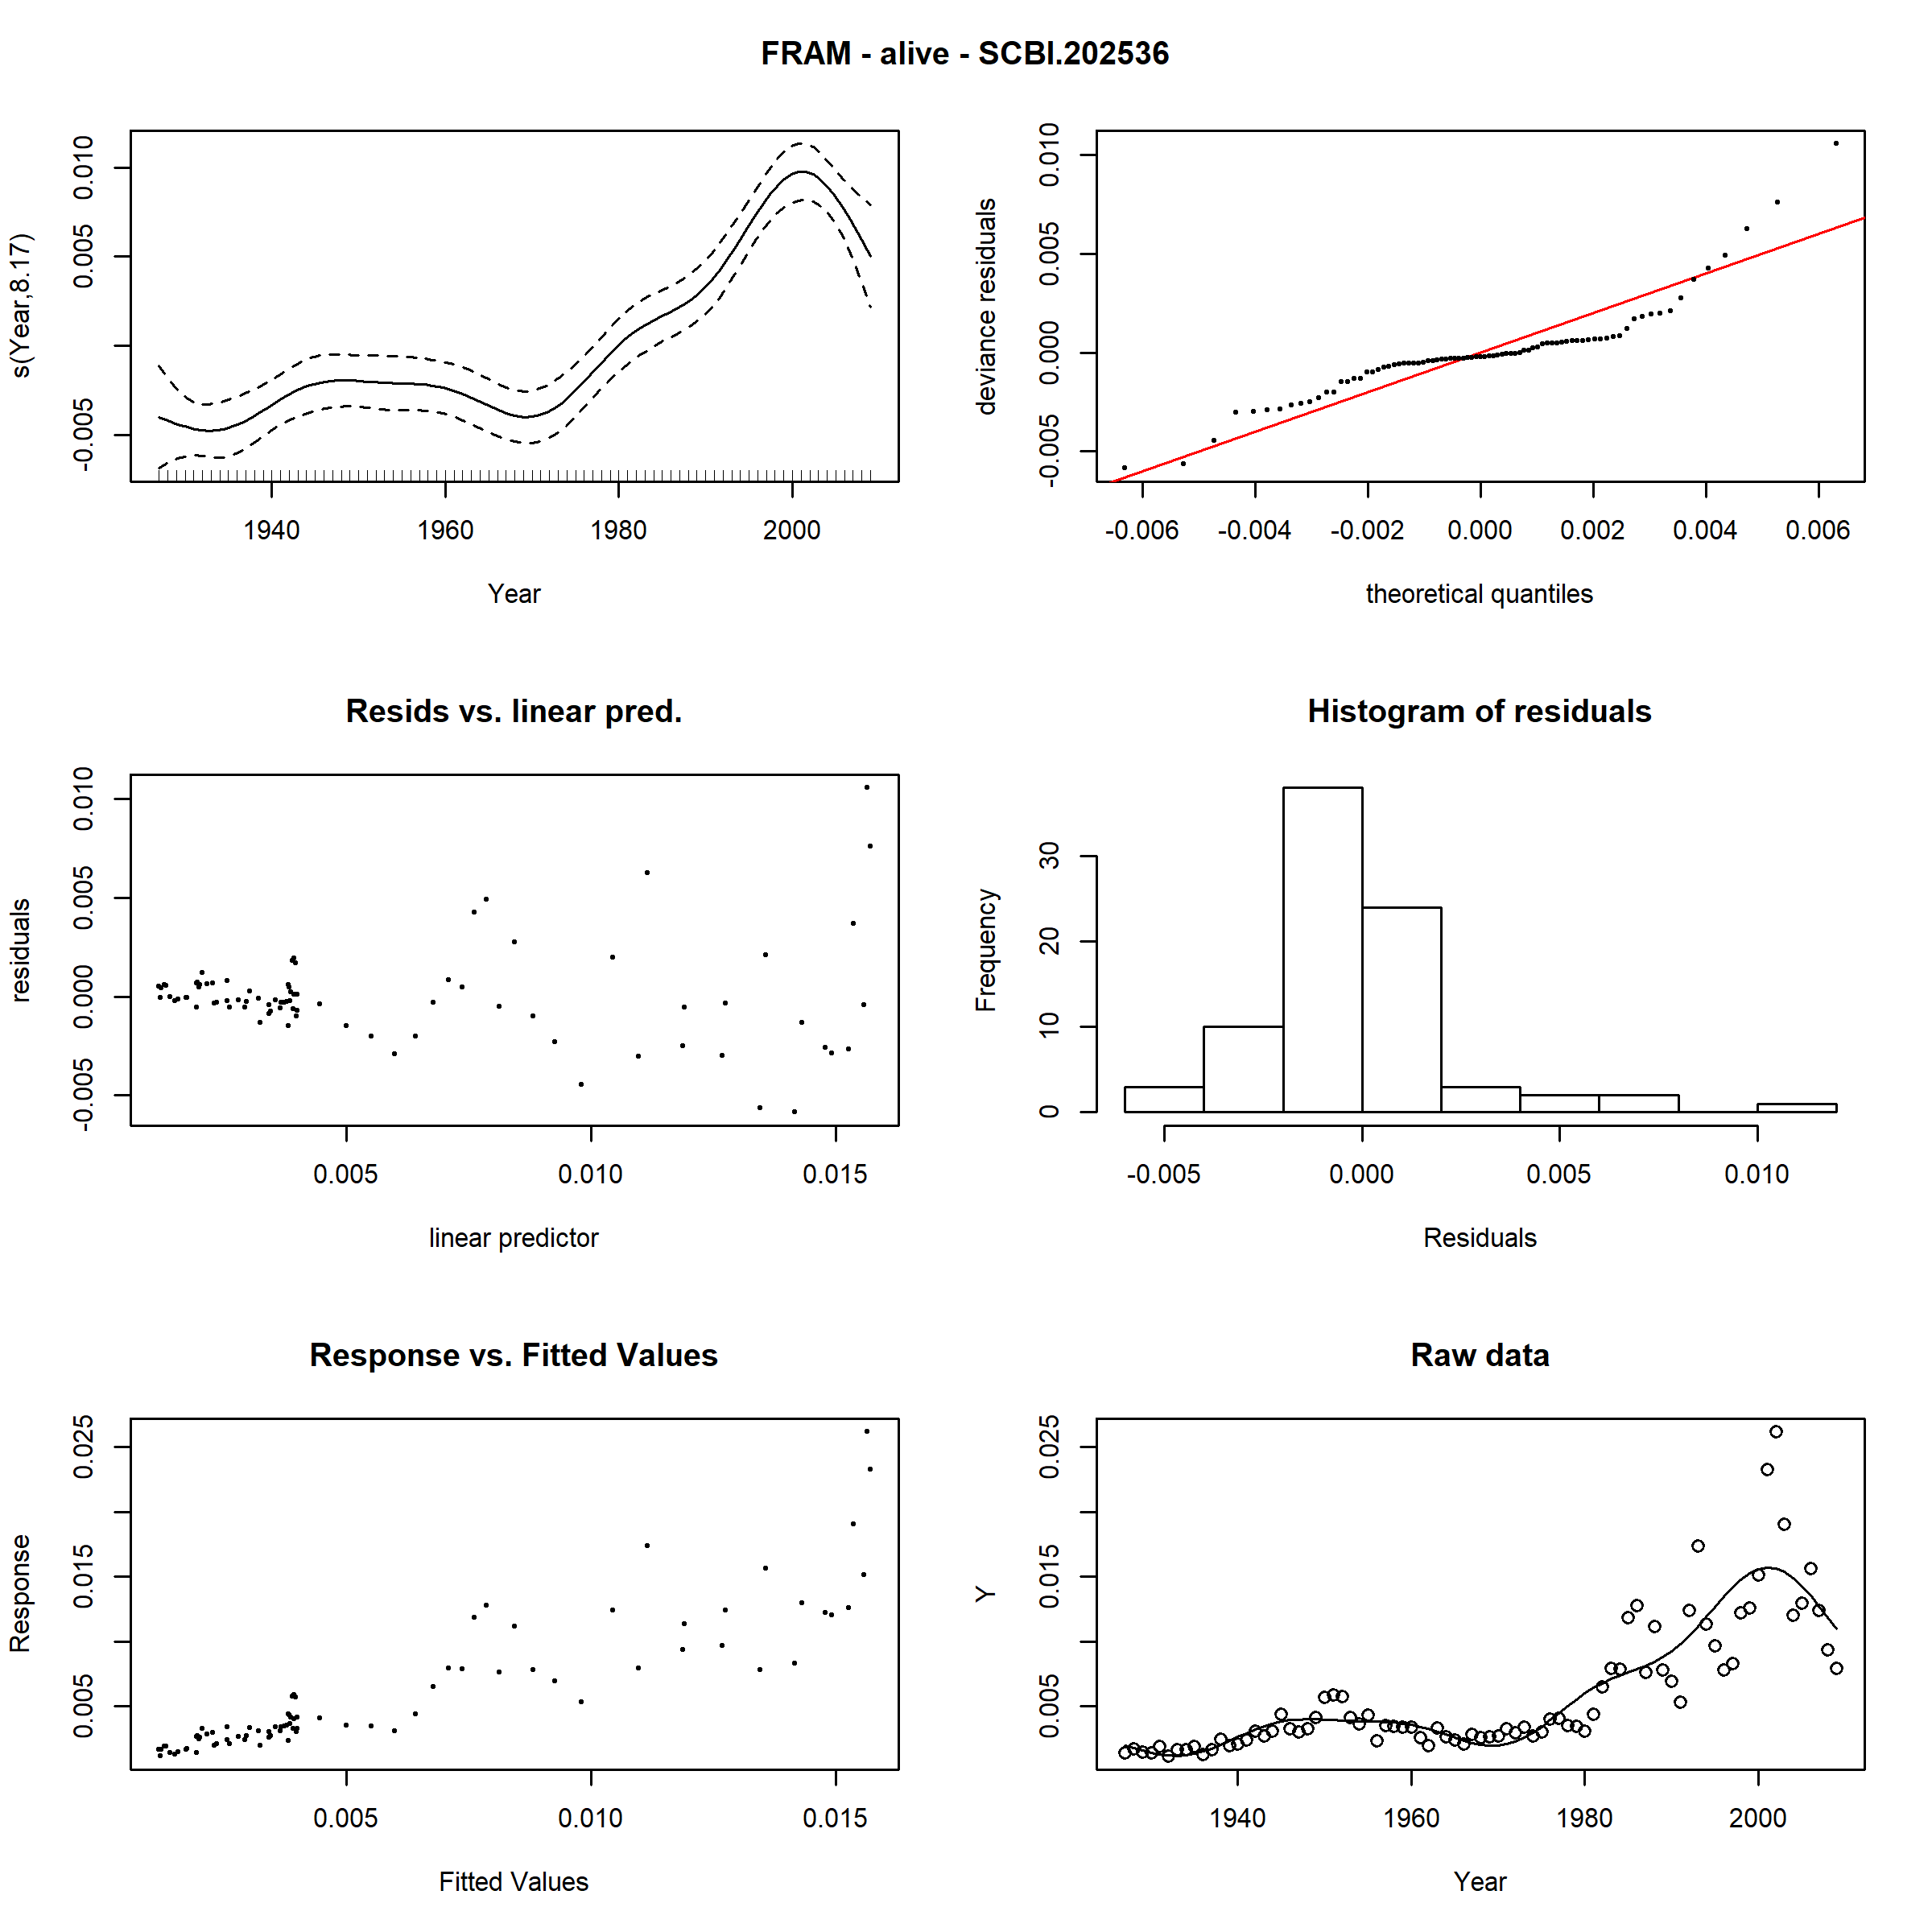 FRAM - alive - SCBI.202536
s(Year,8.17)
0.010
0.005
-0.005
1940 1960 1980 2000
Year
deviance residuals
0.010
0.005
0.000
-0.005
-0.006 -0.004 -0.002 0.000 0.002 0.004 0.006
theoretical quantiles
Resids vs. linear pred.
residuals
0.010
0.005
0.000
-0.005
0.005 0.010 0.015
linear predictor
Histogram of residuals
Frequency
30
20
10
0
-0.005 0.000 0.005 0.010
Residuals
Response vs. Fitted Values
Response
0.025
0.015
0.005
0.005 0.010 0.015
Fitted Values
Raw data
Y
0.025
0.015
0.005
1940 1960 1980 2000
Year